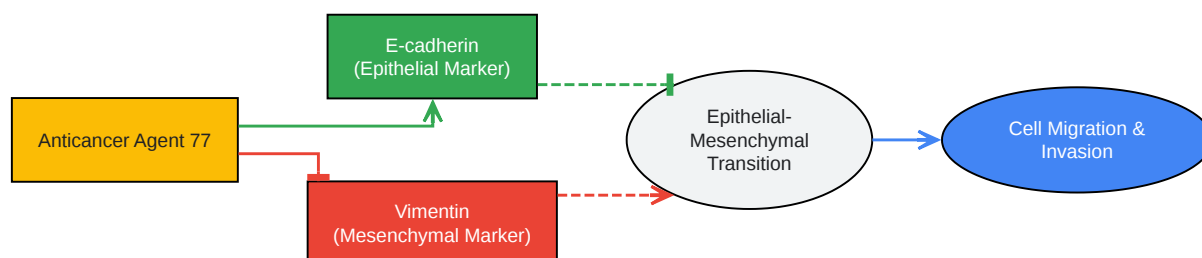 Anticancer Agent 77
E-cadherin
(Epithelial Marker)
Vimentin
(Mesenchymal Marker)
Epithelial-
Mesenchymal
Transition
Cell Migration &
Invasion